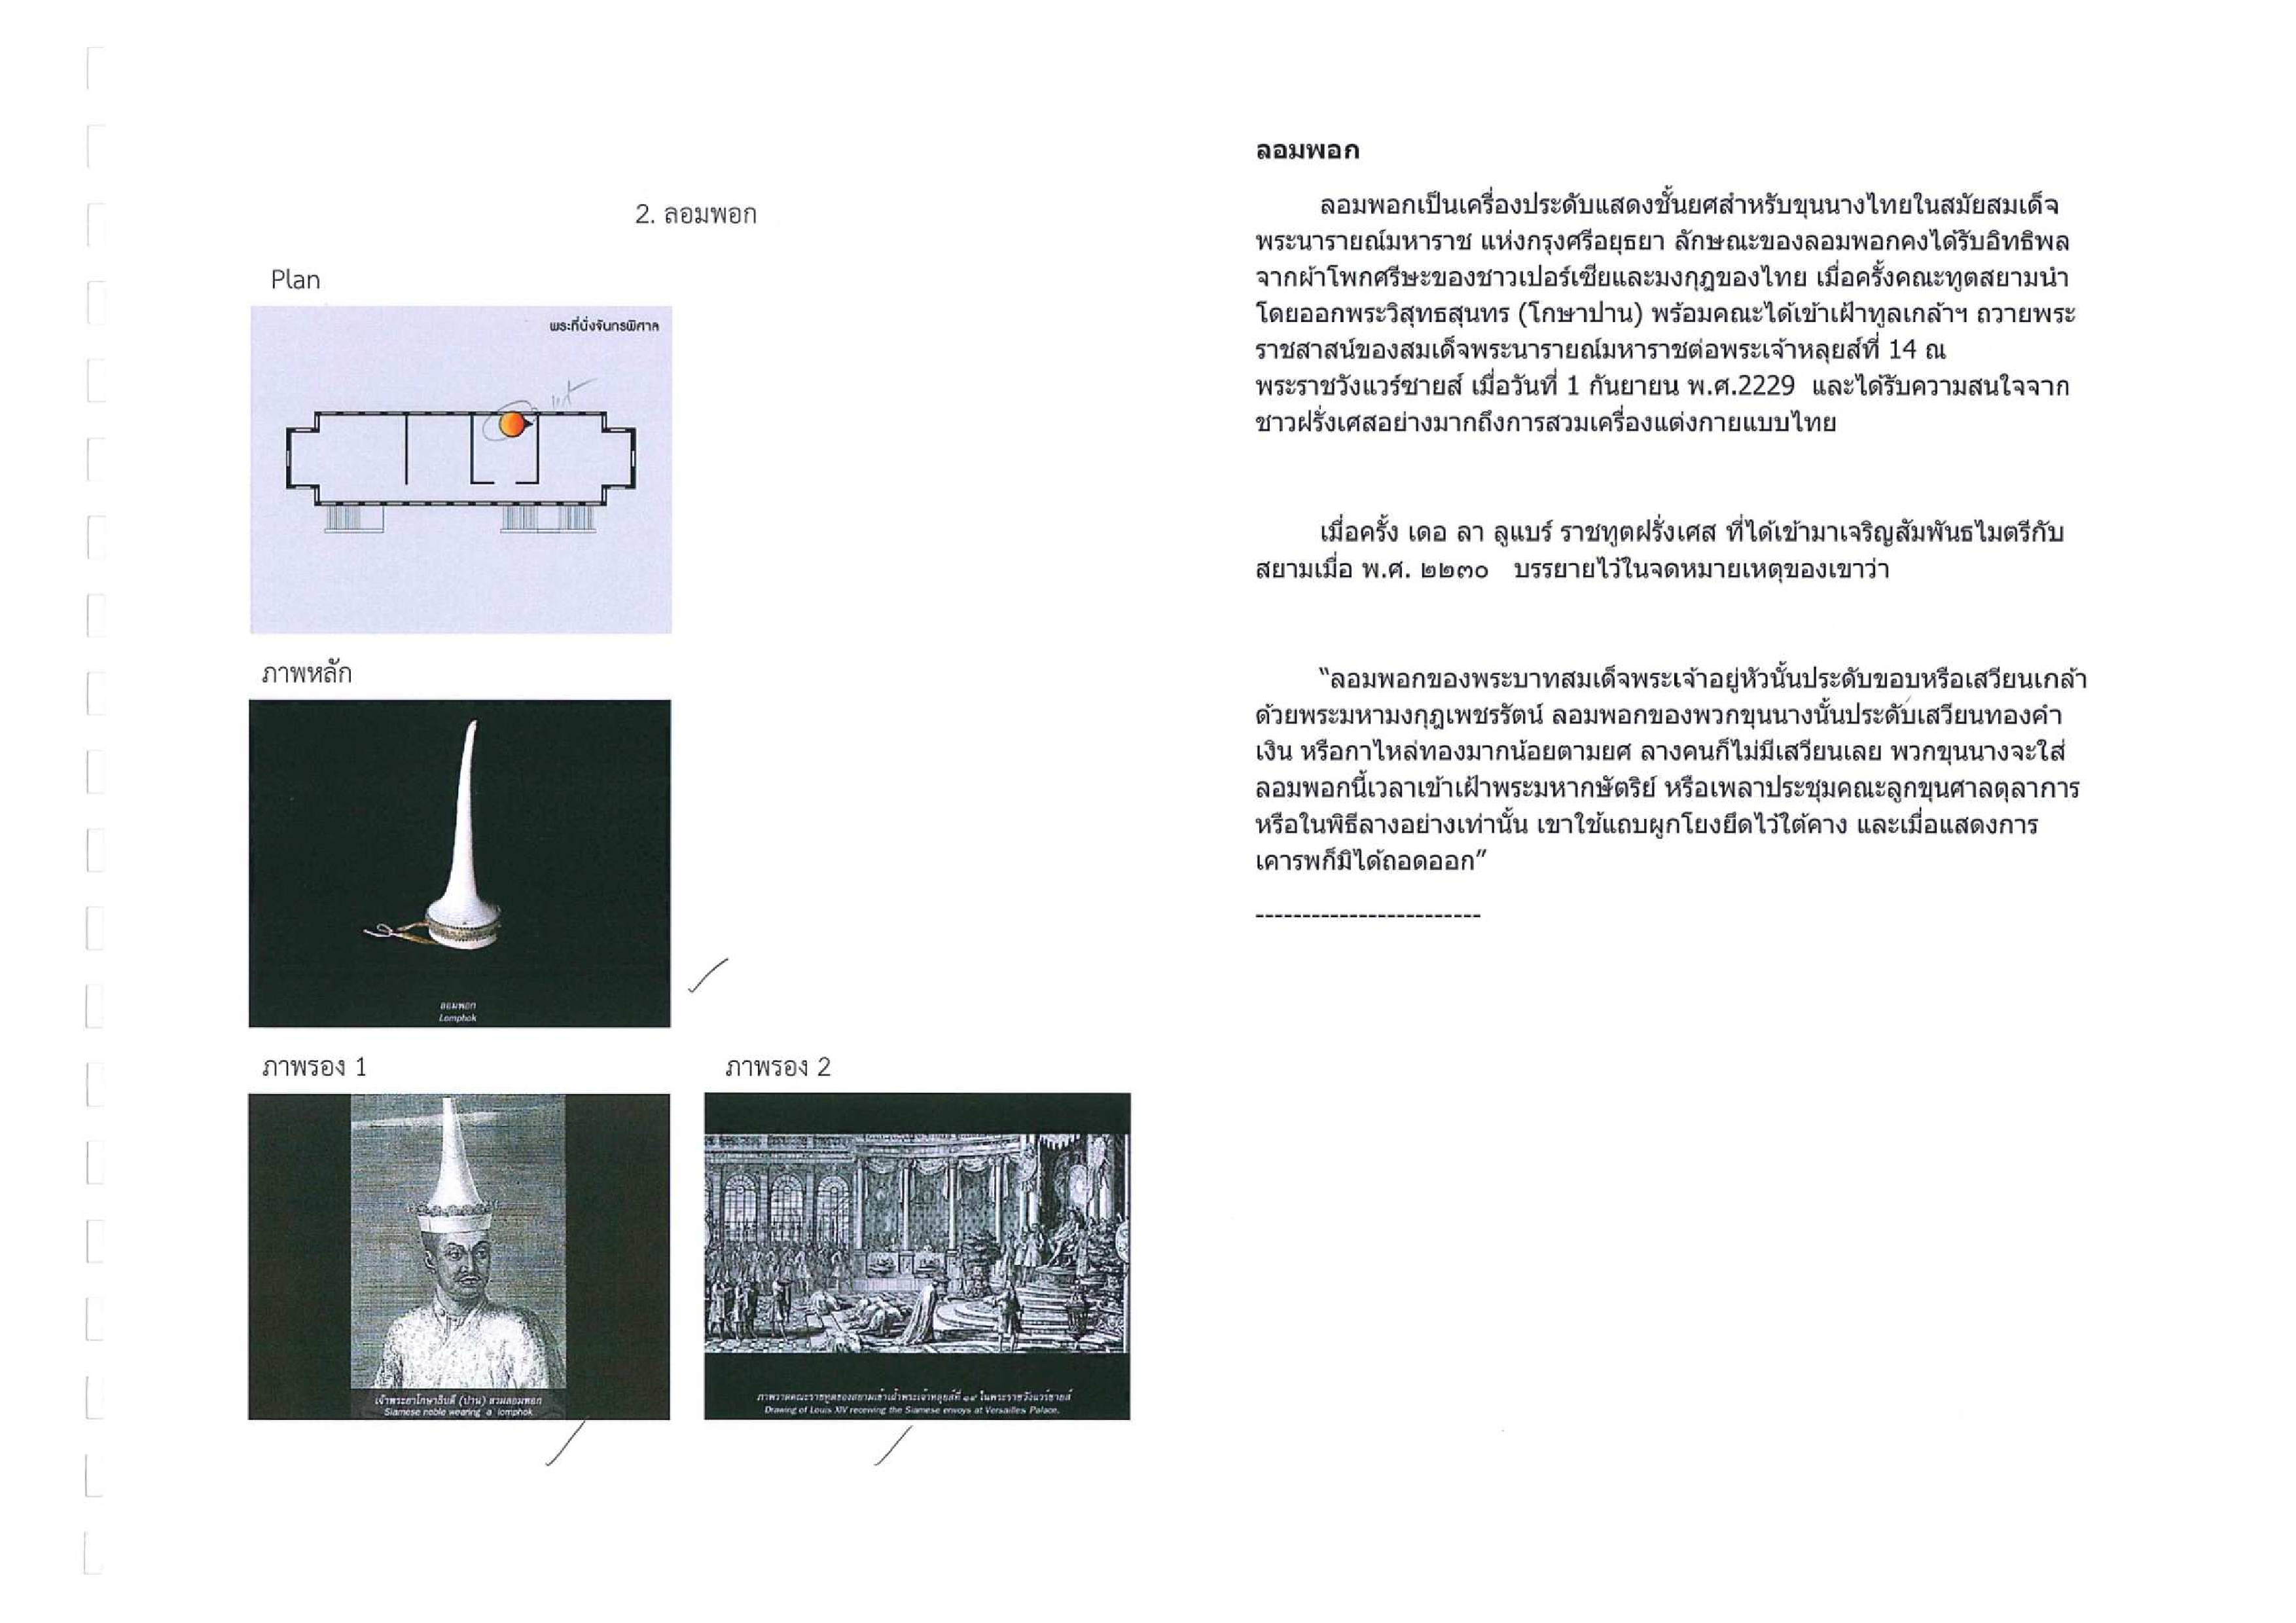 2. ลอมพอก
Plan
พระที่นั่งจันทรพิศาล
ภาพหลัก
ลอมพอก
Lomphok
ภาพรอง 1
เจ้าพระยาโกษาธิบดี (ปาน) สวมลอมพอก
Siamese noble wearing a lomphok
ภาพรอง 2
ภาพวาดคณะราชทูตของสยามเข้าเฝ้าพระเจ้าหลุยส์ที่ ๑๔ ในพระราชวังแวร์ซายส์
Drawing of Louis XIV receiving the Siamese envoys at Versailles Palace.
ลอมพอก
ลอมพอกเป็นเครื่องประดับแสดงชั้นยศสำหรับขุนนางไทยในสมัยสมเด็จ
พระนารายณ์มหาราช แห่งกรุงศรีอยุธยา ลักษณะของลอมพอกคงได้รับอิทธิพล
จากผ้าโพกศรีษะของชาวเปอร์เซียและมงกุฎของไทย เมื่อครั้งคณะทูตสยามนำ
โดยออกพระวิสุทธสุนทร (โกษาปาน) พร้อมคณะได้เข้าเฝ้าทูลเกล้าฯ ถวายพระ
ราชสาสน์ของสมเด็จพระนารายณ์มหาราชต่อพระเจ้าหลุยส์ที่ 14 ณ
พระราชวังแวร์ซายส์ เมื่อวันที่ 1 กันยายน พ.ศ.2229 และได้รับความสนใจจาก
ชาวฝรั่งเศสอย่างมากถึงการสวมเครื่องแต่งกายแบบไทย
เมื่อครั้ง เดอ ลา ลูแบร์ ราชทูตฝรั่งเศส ที่ได้เข้ามาเจริญสัมพันธไมตรีกับ
สยามเมื่อ พ.ศ. ๒๒๓๐ บรรยายไว้ในจดหมายเหตุของเขาว่า
“ลอมพอกของพระบาทสมเด็จพระเจ้าอยู่หัวนั้นประดับขอบหรือเสวียนเกล้า
ด้วยพระมหามงกุฎเพชรรัตน์ ลอมพอกของพวกขุนนางนั้นประดับเสวียนทองคำ
เงิน หรือกาไหล่ทองมากน้อยตามยศ ลางคนก็ไม่มีเสวียนเลย พวกขุนนางจะใส่
ลอมพอกนี้เวลาเข้าเฝ้าพระมหากษัตริย์ หรือเพลาประชุมคณะลูกขุนศาลตุลาการ
หรือในพิธีลางอย่างเท่านั้น เขาใช้แถบผูกโยงยึดไว้ใต้คาง และเมื่อแสดงการ
เคารพก็มิได้ถอดออก”
------------------------